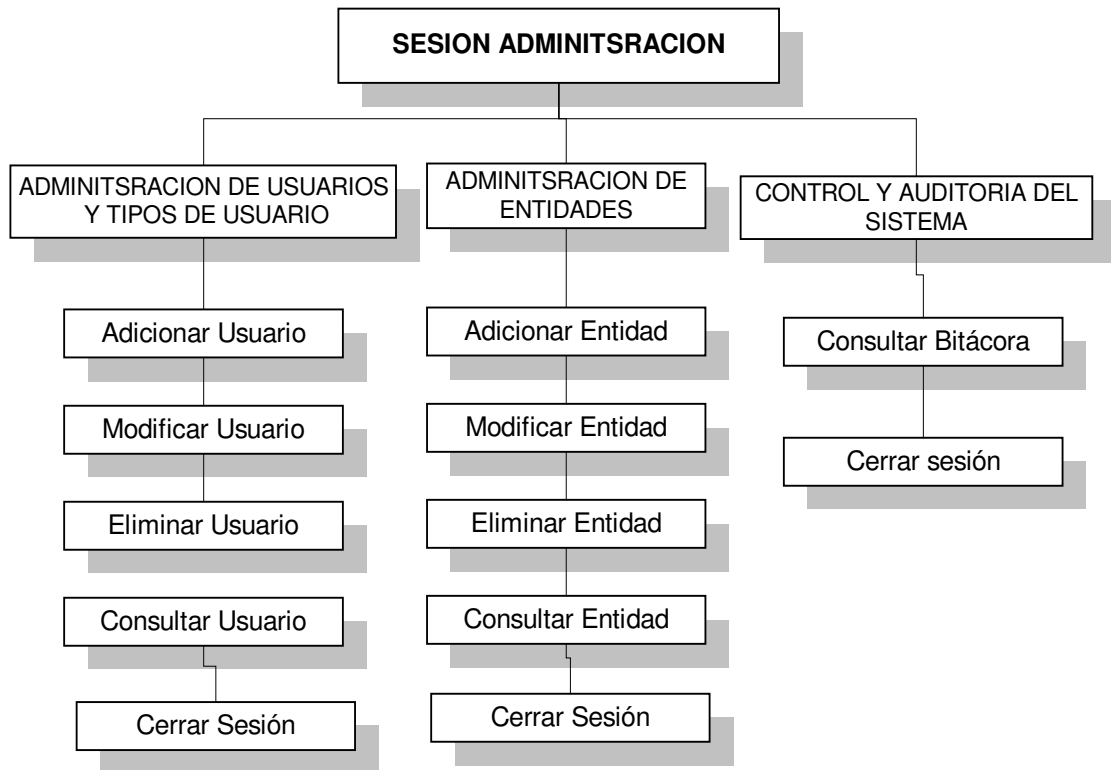 SESION ADMINITSRACION
ADMINITSRACION DE USUARIOS
Y TIPOS DE USUARIO
ADMINITSRACION DE
ENTIDADES
CONTROL Y AUDITORIA DEL
SISTEMA
Adicionar Usuario
Modificar Usuario
Eliminar Usuario
Consultar Usuario
Cerrar Sesión
Adicionar Entidad
Modificar Entidad
Eliminar Entidad
Consultar Entidad
Cerrar Sesión
Consultar Bitácora
Cerrar sesión